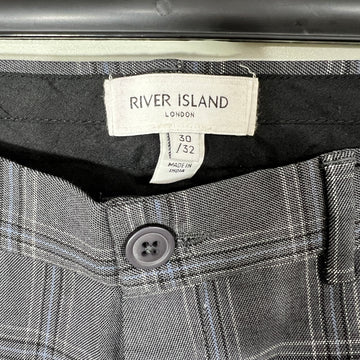 RIVER ISLAND
LONDON
30
/32
MADE IN
INDIA